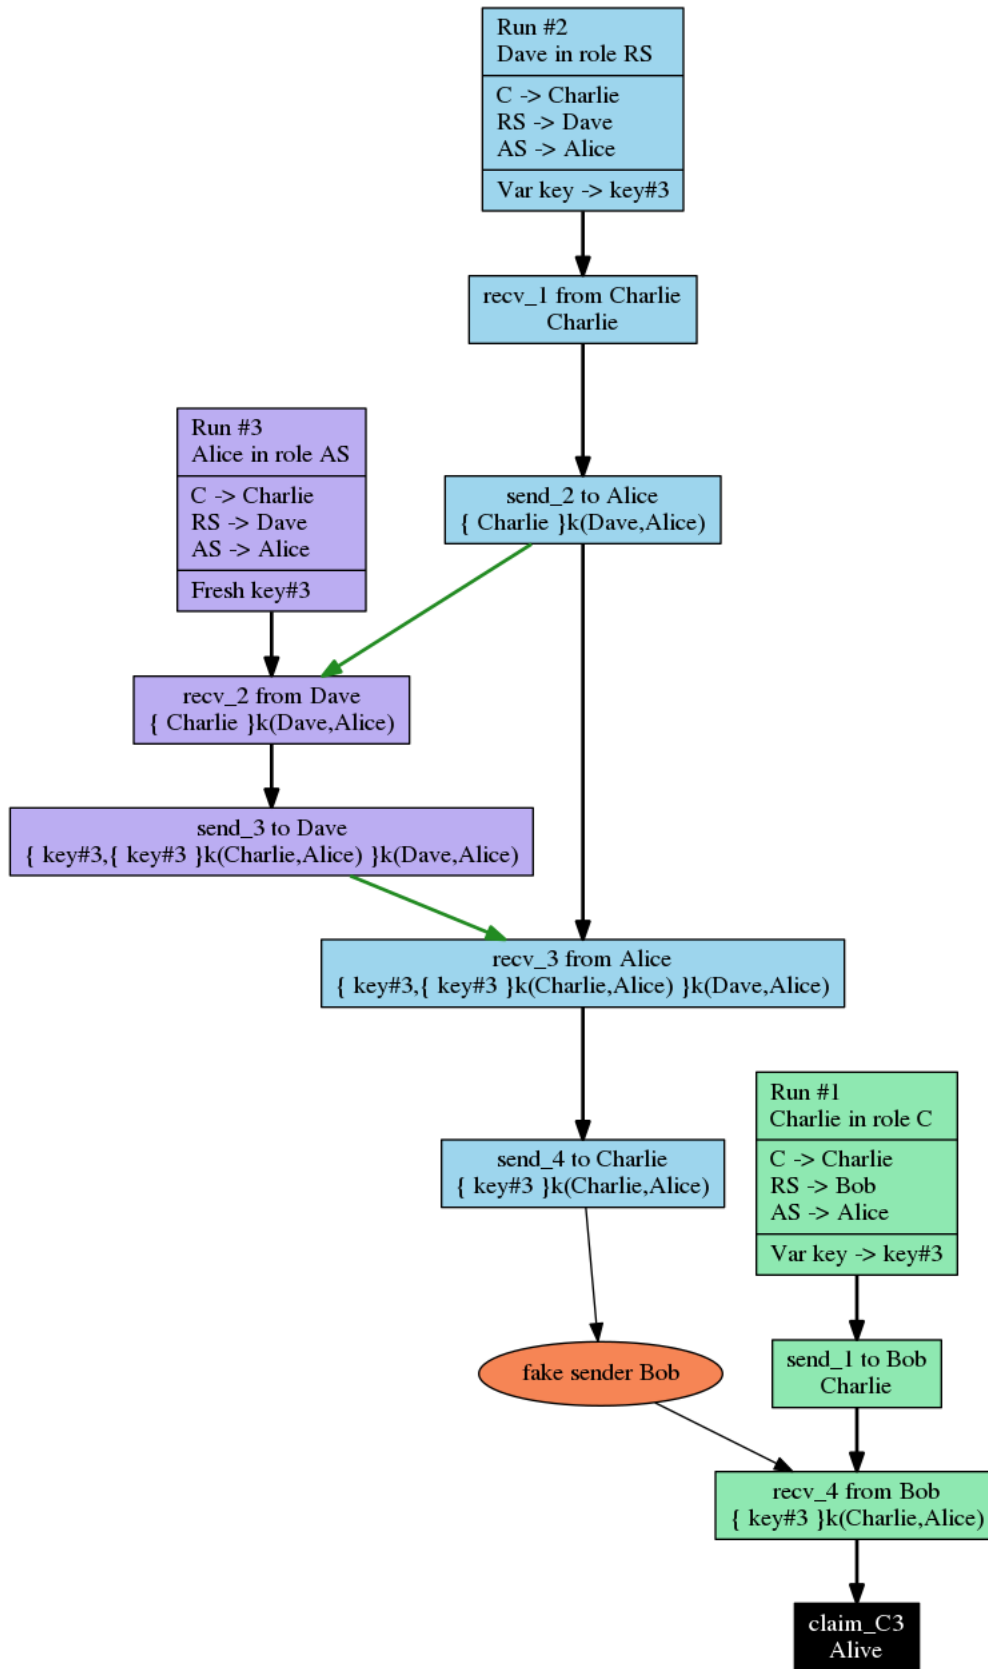 Run #2
Dave in role RS
C -> Charlie
RS -> Dave
AS -> Alice
Var key -> key#3
recv_1 from Charlie
Charlie
Run #3
Alice in role AS
C -> Charlie
RS -> Dave
AS -> Alice
Fresh key#3
send_2 to Alice
{ Charlie }k(Dave,Alice)
recv_2 from Dave
{ Charlie }k(Dave,Alice)
send_3 to Dave
{ key#3,{ key#3 }k(Charlie,Alice) }k(Dave,Alice)
recv_3 from Alice
{ key#3,{ key#3 }k(Charlie,Alice) }k(Dave,Alice)
Run #1
Charlie in role C
C -> Charlie
RS -> Bob
AS -> Alice
Var key -> key#3
send_4 to Charlie
{ key#3 }k(Charlie,Alice)
fake sender Bob
send_1 to Bob
Charlie
recv_4 from Bob
{ key#3 }k(Charlie,Alice)
claim_C3
Alive